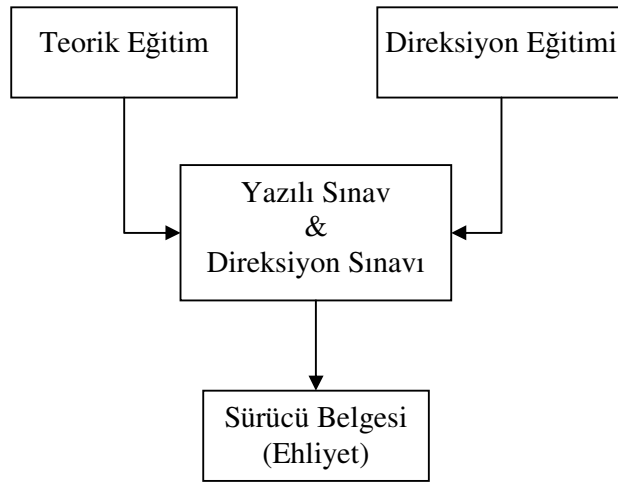 Teorik Eğitim
Direksiyon Eğitimi
Yazılı Sınav
&
Direksiyon Sınavı
Sürücü Belgesi
(Ehliyet)